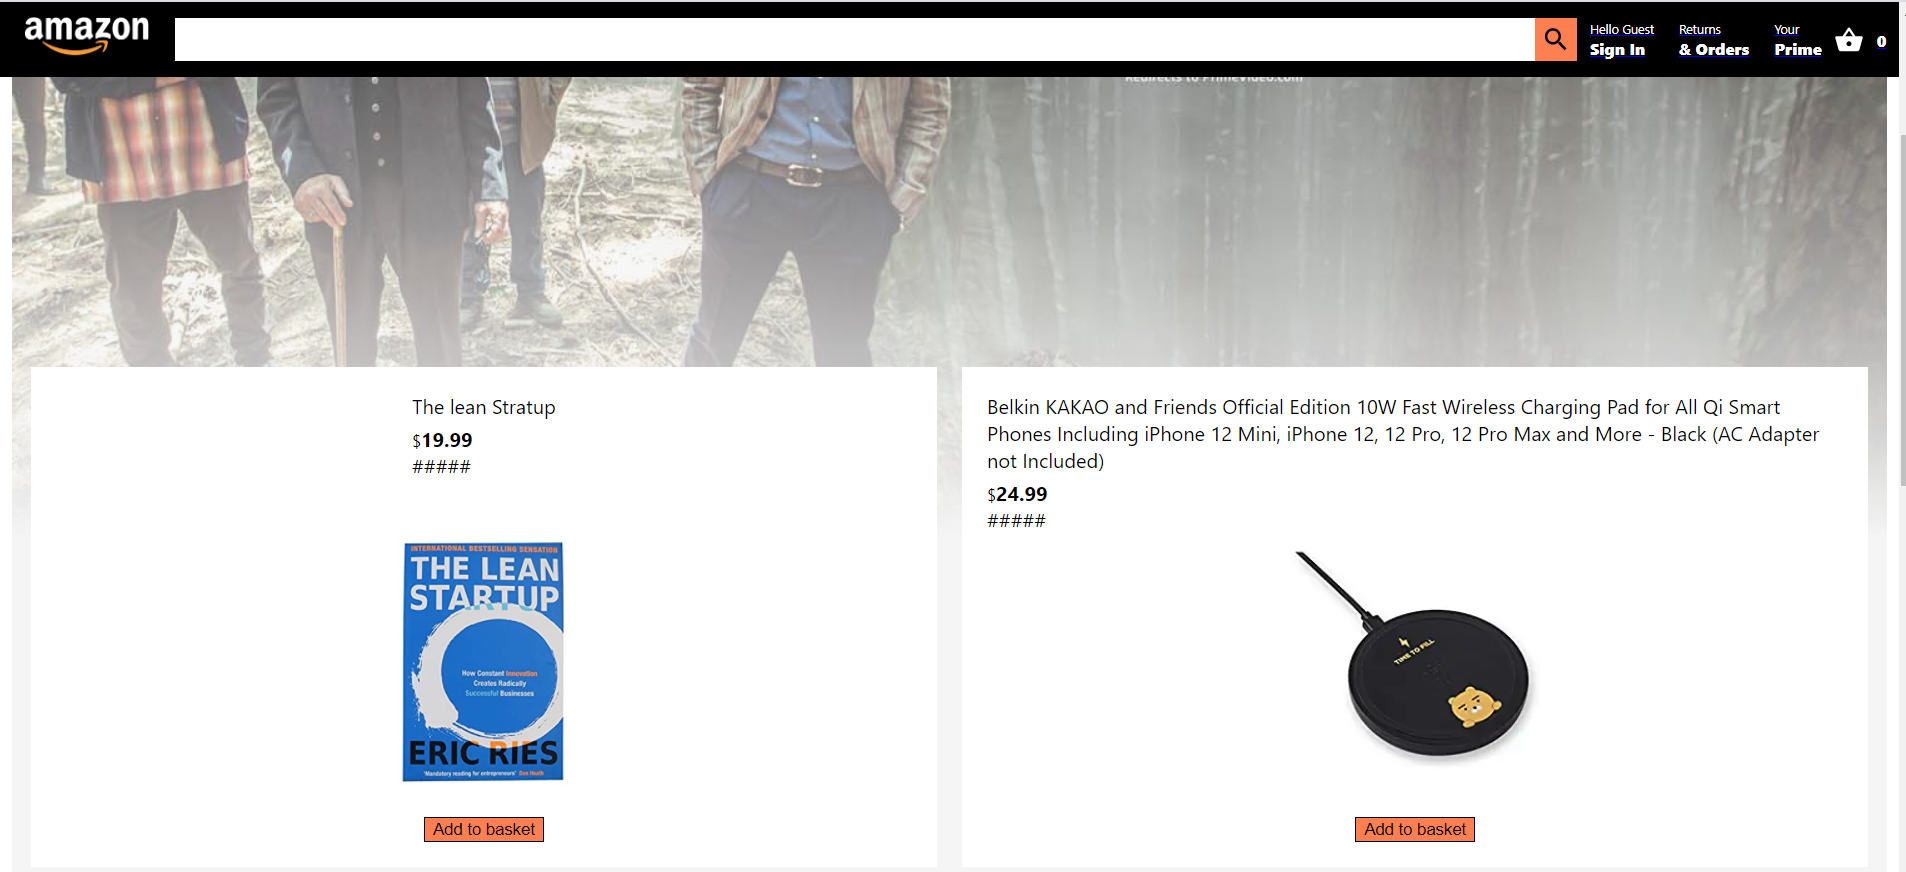 amazon
Hello Guest
Sign In
Returns
& Orders
Your
Prime
0
Redirects to PrimeVideo.com
The lean Stratup
$19.99
#####
INTERNATIONAL BESTSELLING SENSATION
THE LEAN
STARTUP
How Constant Innovation
Creates Radically
Successful Businesses
ERIC RIES
'Mandatory reading for entrepreneurs' Dan Heath
Add to basket
Belkin KAKAO and Friends Official Edition 10W Fast Wireless Charging Pad for All Qi Smart
Phones Including iPhone 12 Mini, iPhone 12, 12 Pro, 12 Pro Max and More - Black (AC Adapter
not Included)
$24.99
#####
TIME TO FILL
Add to basket